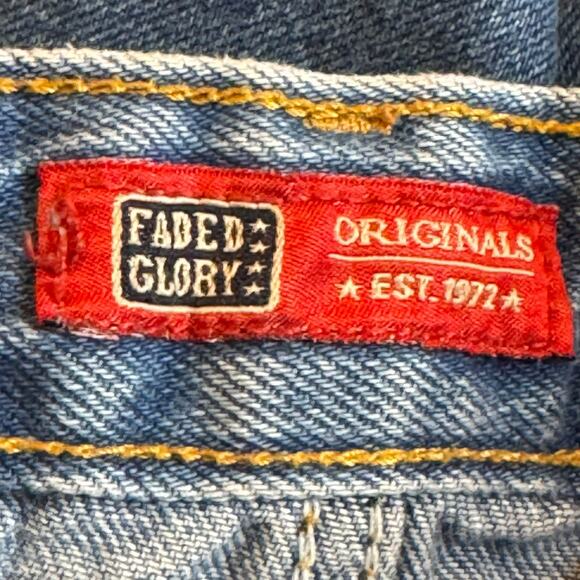 FADED
GLORY
ORIGINALS
★ EST. 1972 ★